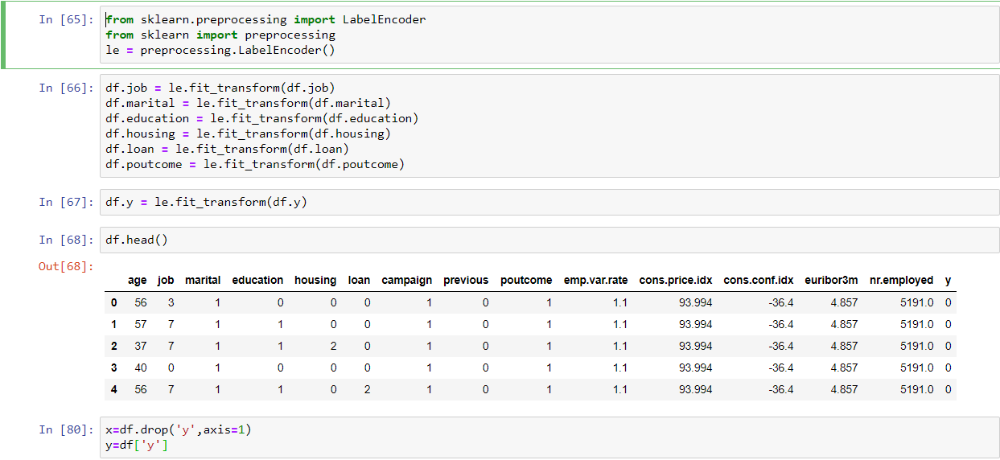 In [65]: from sklearn.preprocessing import LabelEncoder
from sklearn import preprocessing
le = preprocessing.LabelEncoder()
In [66]: df.job = le.fit_transform(df.job)
df.marital = le.fit_transform(df.marital)
df.education = le.fit_transform(df.education)
df.housing = le.fit_transform(df.housing)
df.loan = le.fit_transform(df.loan)
df.poutcome = le.fit_transform(df.poutcome)
In [67]: df.y = le.fit_transform(df.y)
In [68]: df.head()
Out[68]:
age job marital education housing loan campaign previous poutcome emp.var.rate cons.price.idx cons.conf.idx euribor3m nr.employed y
0 56 3 1 0 0 0 1 0 1 1.1 93.994 -36.4 4.857 5191.0 0
1 57 7 1 1 0 0 1 0 1 1.1 93.994 -36.4 4.857 5191.0 0
2 37 7 1 1 2 0 1 0 1 1.1 93.994 -36.4 4.857 5191.0 0
3 40 0 1 0 0 0 1 0 1 1.1 93.994 -36.4 4.857 5191.0 0
4 56 7 1 1 0 2 1 0 1 1.1 93.994 -36.4 4.857 5191.0 0
In [80]: x=df.drop('y',axis=1)
y=df['y']